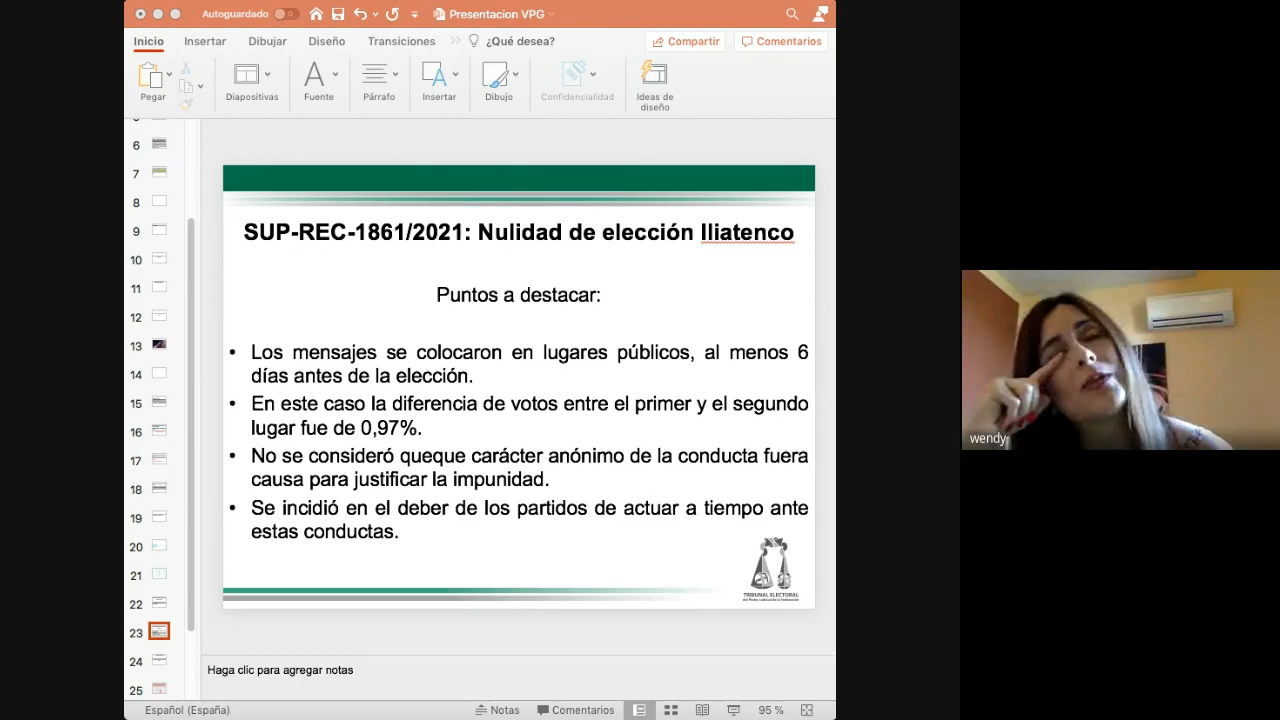 Autoguardado
Presentacion VPG
Inicio Insertar Dibujar Diseño Transiciones ¿Qué desea? Compartir Comentarios
Pegar Diapositivas Fuente Párrafo Insertar Dibujo Confidencialidad Ideas de
diseño
SUP-REC-1861/2021: Nulidad de elección Iliatenco
Puntos a destacar:
• Los mensajes se colocaron en lugares públicos, al menos 6
días antes de la elección.
• En este caso la diferencia de votos entre el primer y el segundo
lugar fue de 0,97%.
• No se consideró queque carácter anónimo de la conducta fuera
causa para justificar la impunidad.
• Se incidió en el deber de los partidos de actuar a tiempo ante
estas conductas.
TRIBUNAL ELECTORAL
del Poder Judicial de la Federación
6
7
8
9
10
11
12
13
14
15
16
17
18
19
20
21
22
23
24
25
Haga clic para agregar notas
Español (España) Notas Comentarios 95 %
wendy